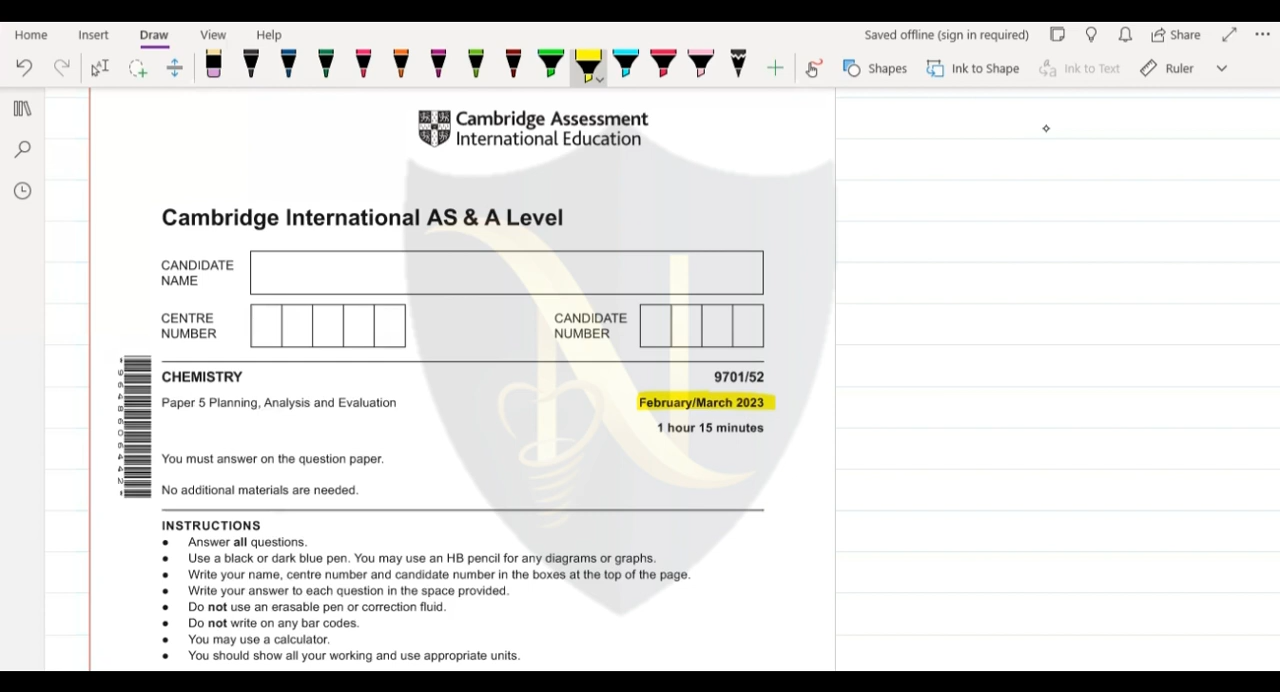 Home Insert Draw View Help Saved offline (sign in required) Share
Shapes Ink to Shape Ink to Text Ruler
Cambridge Assessment
International Education
Cambridge International AS & A Level
CANDIDATE
NAME
CENTRE
NUMBER
CANDIDATE
NUMBER
CHEMISTRY 9701/52
Paper 5 Planning, Analysis and Evaluation February/March 2023
1 hour 15 minutes
You must answer on the question paper.
No additional materials are needed.
INSTRUCTIONS
● Answer all questions.
● Use a black or dark blue pen. You may use an HB pencil for any diagrams or graphs.
● Write your name, centre number and candidate number in the boxes at the top of the page.
● Write your answer to each question in the space provided.
● Do not use an erasable pen or correction fluid.
● Do not write on any bar codes.
● You may use a calculator.
● You should show all your working and use appropriate units.